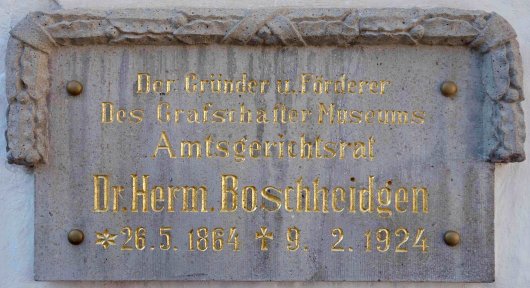 Der Gründer u. Förderer
Des Grafschafter Museums
Amtsgerichtsrat
Dr. Herm. Boschheidgen
* 26. 5. 1864 ✝ 9. 2. 1924